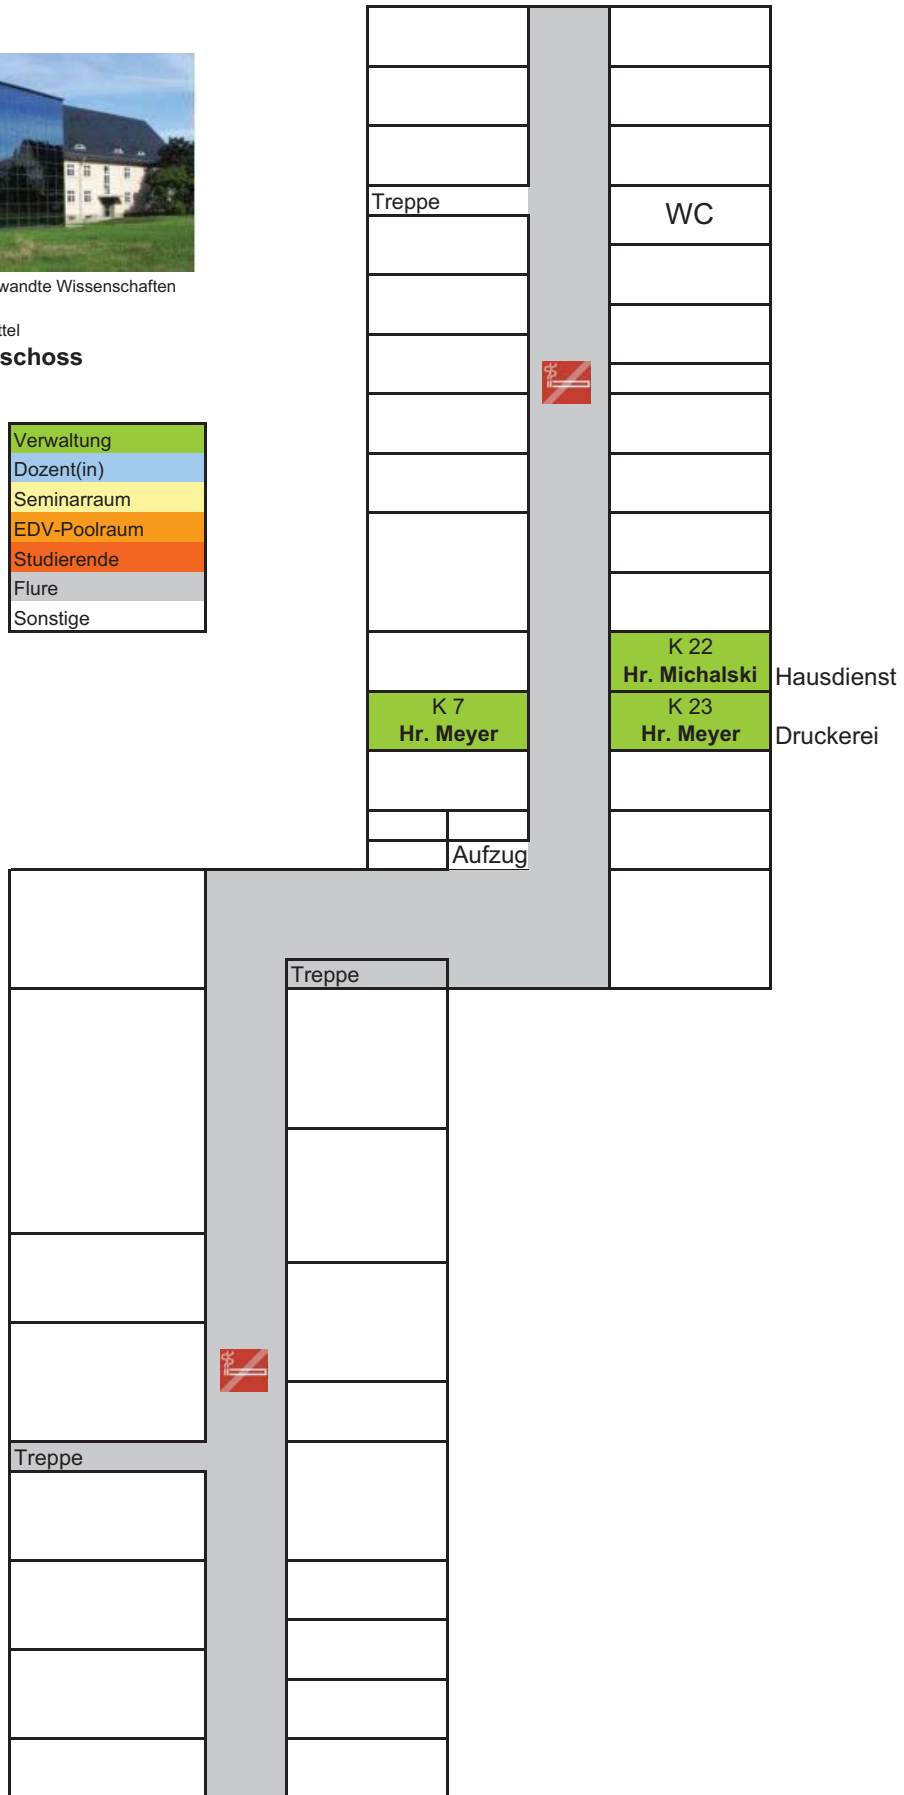 Treppe
WC
wandte Wissenschaften
ttel
schoss
Verwaltung
Dozent(in)
Seminarraum
EDV-Poolraum
Studierende
Flure
Sonstige
K 22
Hr. Michalski Hausdienst
K 7 K 23
Hr. Meyer Hr. Meyer Druckerei
Aufzug
Treppe
Treppe